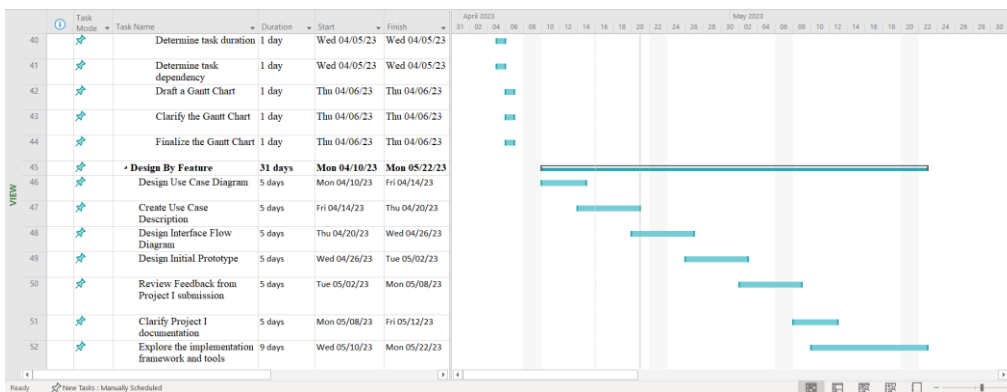 Task Mode Task Name Duration Start Finish
April 2023 May 2023
31 02 04 06 08 10 12 14 16 18 20 22 24 26 28 30 02 04 06 08 10 12 14 16 18 20 22 24 26 28 30
40 Determine task duration 1 day Wed 04/05/23 Wed 04/05/23
41 Determine task 1 day Wed 04/05/23 Wed 04/05/23
dependency
42 Draft a Gantt Chart 1 day Thu 04/06/23 Thu 04/06/23
43 Clarify the Gantt Chart 1 day Thu 04/06/23 Thu 04/06/23
44 Finalize the Gantt Chart 1 day Thu 04/06/23 Thu 04/06/23
45 Design By Feature 31 days Mon 04/10/23 Mon 05/22/23
46 Design Use Case Diagram 5 days Mon 04/10/23 Fri 04/14/23
47 Create Use Case 5 days Fri 04/14/23 Thu 04/20/23
Description
48 Design Interface Flow 5 days Thu 04/20/23 Wed 04/26/23
Diagram
49 Design Initial Prototype 5 days Wed 04/26/23 Tue 05/02/23
50 Review Feedback from 5 days Tue 05/02/23 Mon 05/08/23
Project I submission
51 Clarify Project I 5 days Mon 05/08/23 Fri 05/12/23
documentation
52 Explore the implementation 9 days Wed 05/10/23 Mon 05/22/23
framework and tools
VIEW
Ready New Tasks : Manually Scheduled